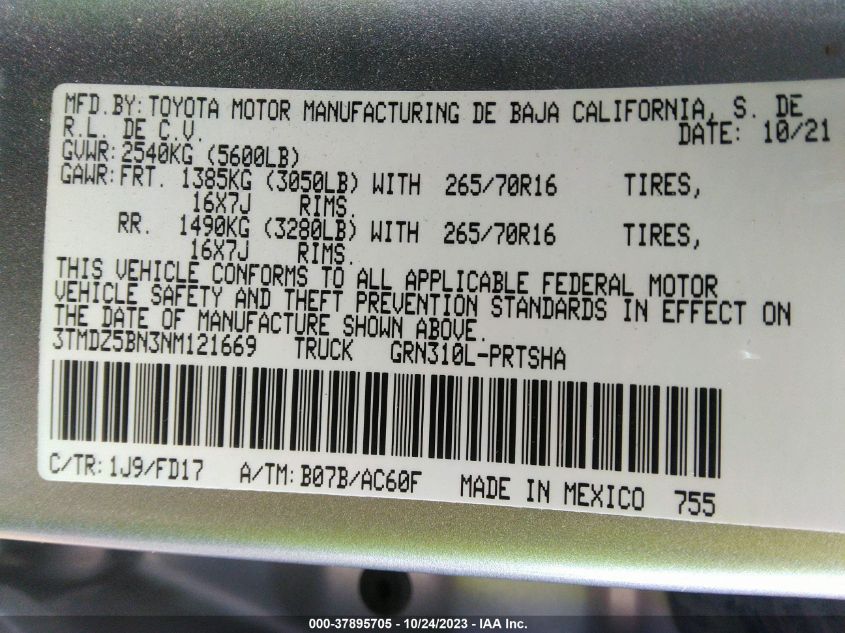 MFD.BY:TOYOTA MOTOR MANUFACTURING DE BAJA CALIFORNIA, S. DE
R.L. DE C.V. DATE: 10/21
GVWR:2540KG (5600LB)
GAWR:FRT. 1385KG (3050LB) WITH 265/70R16 TIRES,
16X7J RIMS.
RR. 1490KG (3280LB) WITH 265/70R16 TIRES,
16X7J RIMS.
THIS VEHICLE CONFORMS TO ALL APPLICABLE FEDERAL MOTOR
VEHICLE SAFETY AND THEFT PREVENTION STANDARDS IN EFFECT ON
THE DATE OF MANUFACTURE SHOWN ABOVE.
3TMDZ5BN3NM121669 TRUCK GRN310L-PRTSHA
C/TR: 1J9/FD17 A/TM: B07B/AC60F MADE IN MEXICO 755
000-37895705 - 10/24/2023 - IAA Inc.